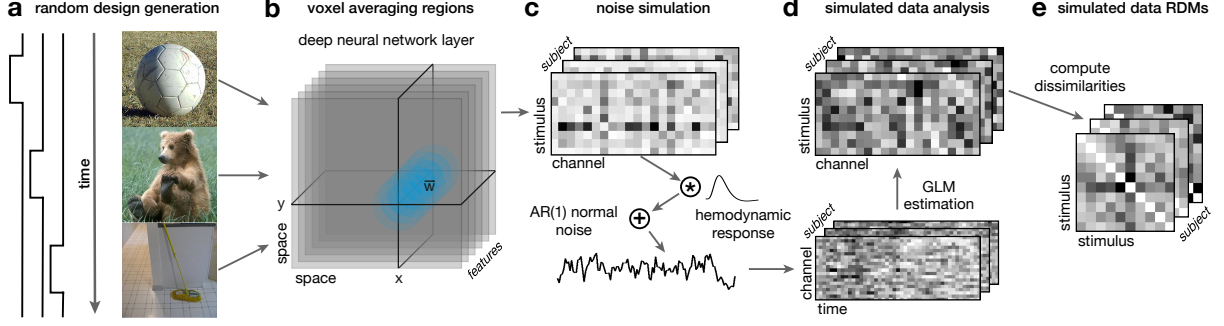 a random design generation
time
b voxel averaging regions
deep neural network layer
w̅
y
space
space
x
features
c noise simulation
subject
stimulus
channel
*
AR(1) normal
noise
+
hemodynamic
response
d simulated data analysis
subject
stimulus
channel
GLM
estimation
subject
channel
time
e simulated data RDMs
compute
dissimilarities
stimulus
stimulus
subject